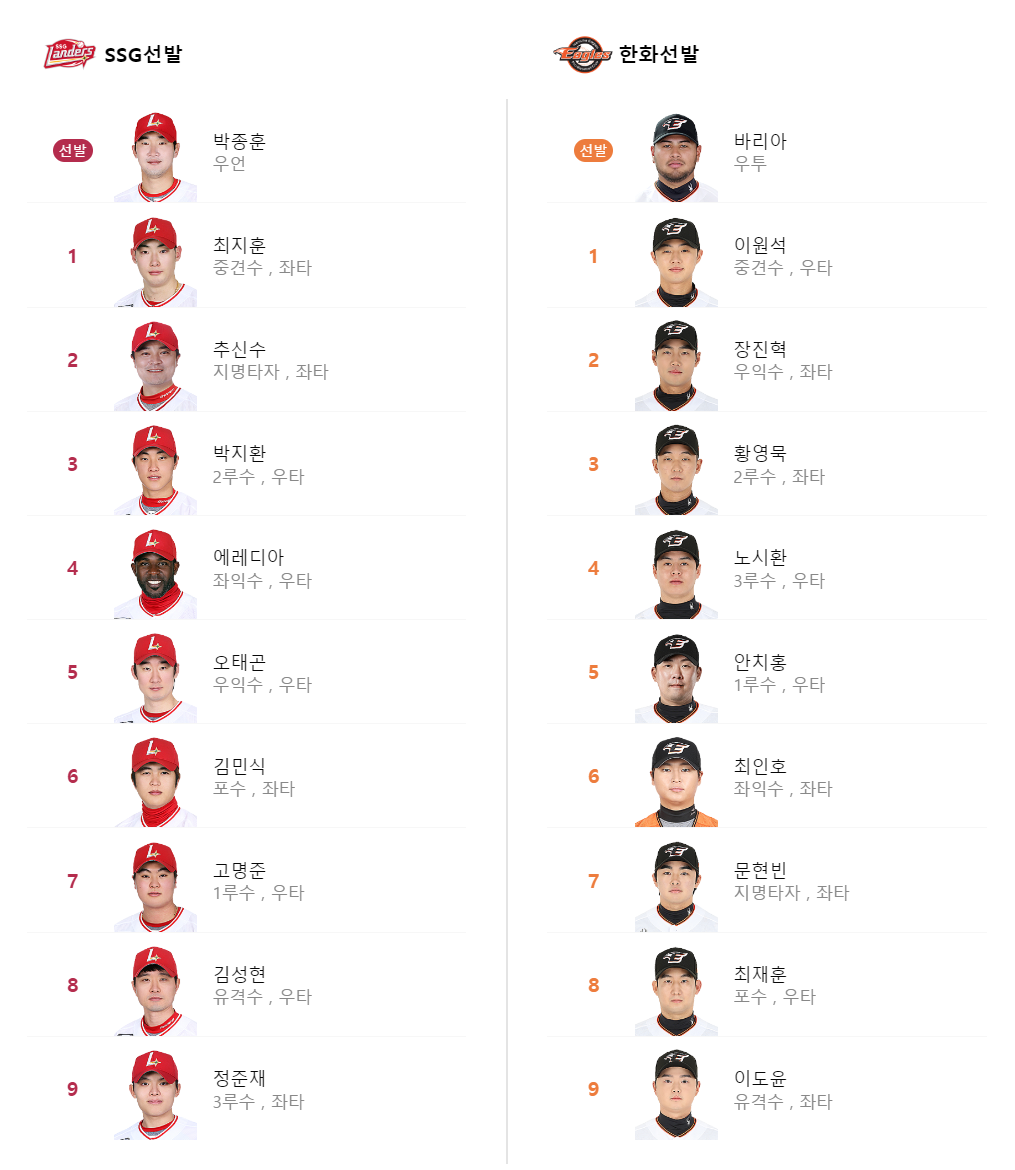 SSG Landers
SSG선발
선발
박종훈
우언
1
최지훈
중견수 , 좌타
2
추신수
지명타자 , 좌타
3
박지환
2루수 , 우타
4
에레디아
좌익수 , 우타
5
오태곤
우익수 , 우타
6
김민식
포수 , 좌타
7
고명준
1루수 , 우타
8
김성현
유격수 , 우타
9
정준재
3루수 , 좌타
Eagles
한화선발
선발
바리아
우투
1
이원석
중견수 , 우타
2
장진혁
우익수 , 좌타
3
황영묵
2루수 , 좌타
4
노시환
3루수 , 우타
5
안치홍
1루수 , 우타
6
최인호
좌익수 , 좌타
7
문현빈
지명타자 , 좌타
8
최재훈
포수 , 우타
9
이도윤
유격수 , 좌타